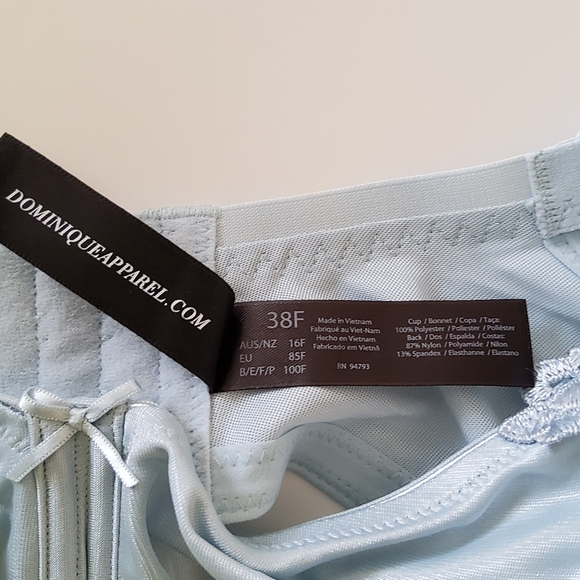 DOMINIQUEAPPAREL.COM
38F
AUS/NZ 16F
EU 85F
B/E/F/P 100F
Made in Vietnam
Fabriqué au Viet-Nam
Hecho en Vietnam
Fabricado em Vietnã
RN 94793
Cup / Bonnet / Copa / Taça:
100% Polyester / Poliester / Poliéster
Back / Dos / Espalda / Costas:
87% Nylon / Polyamide / Nilon
13% Spandex / Elasthanne / Elastano